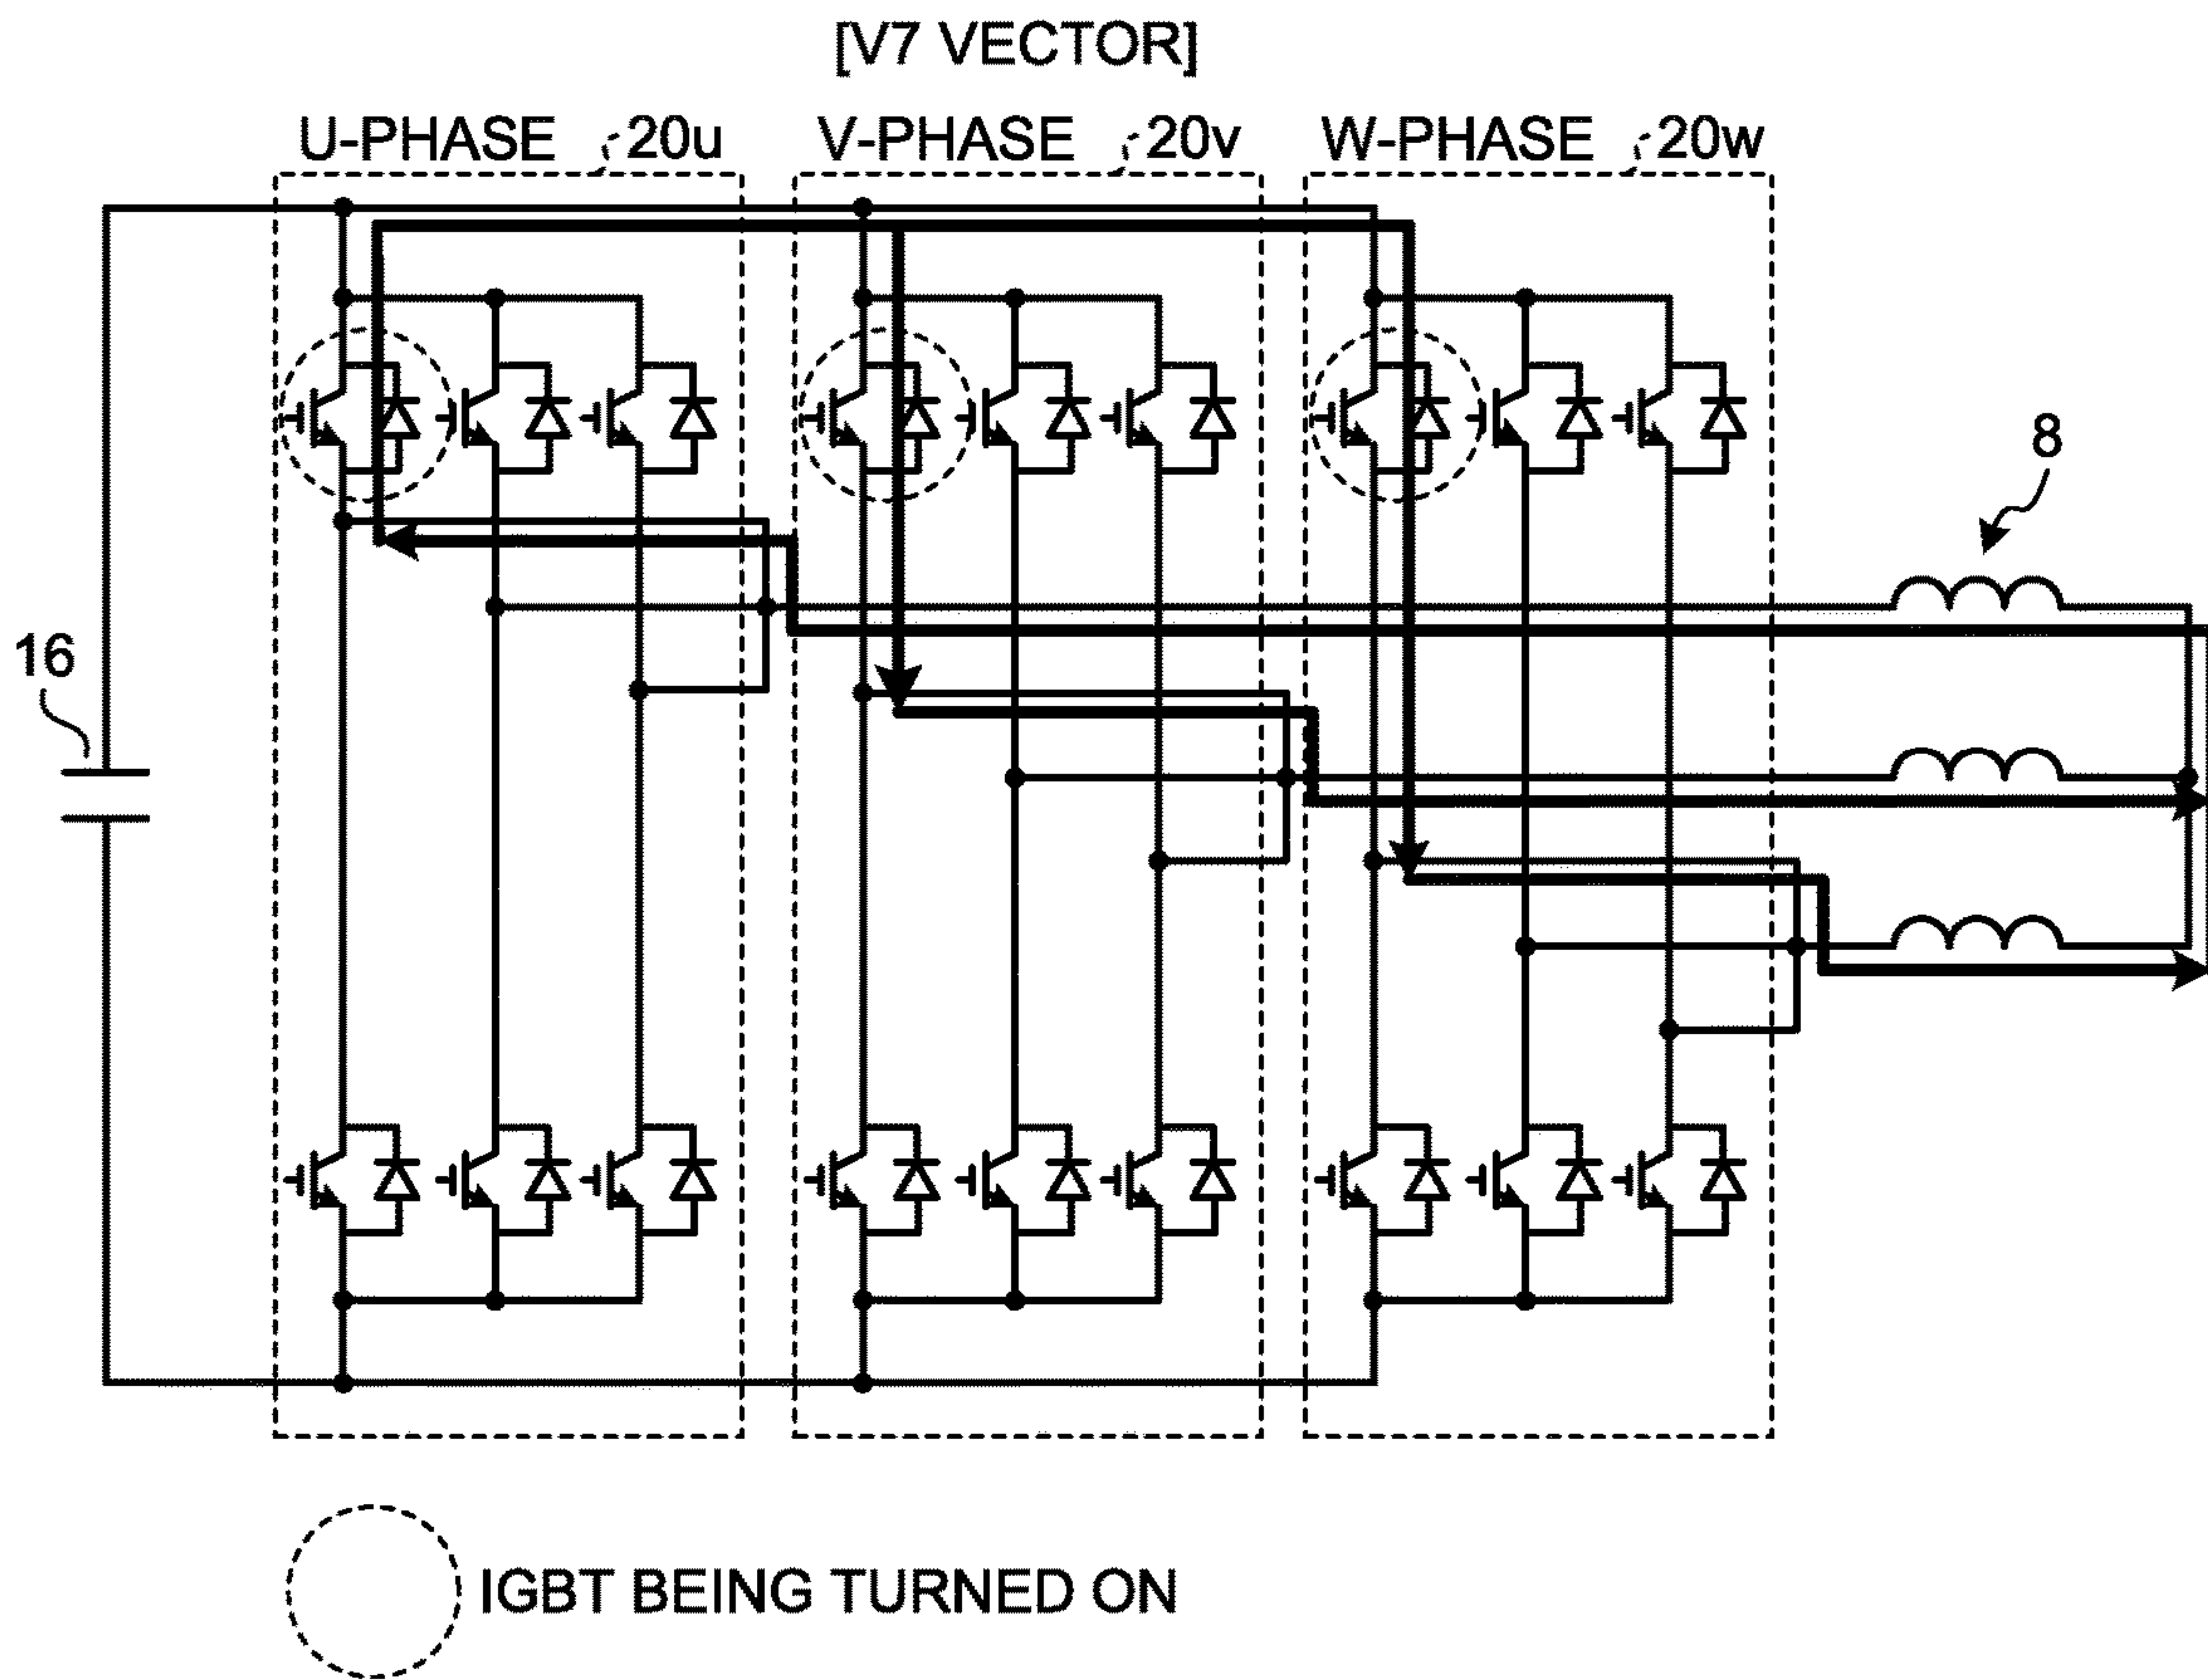 [V7 VECTOR]
U-PHASE 20u V-PHASE 20v W-PHASE 20w
8
16
IGBT BEING TURNED ON